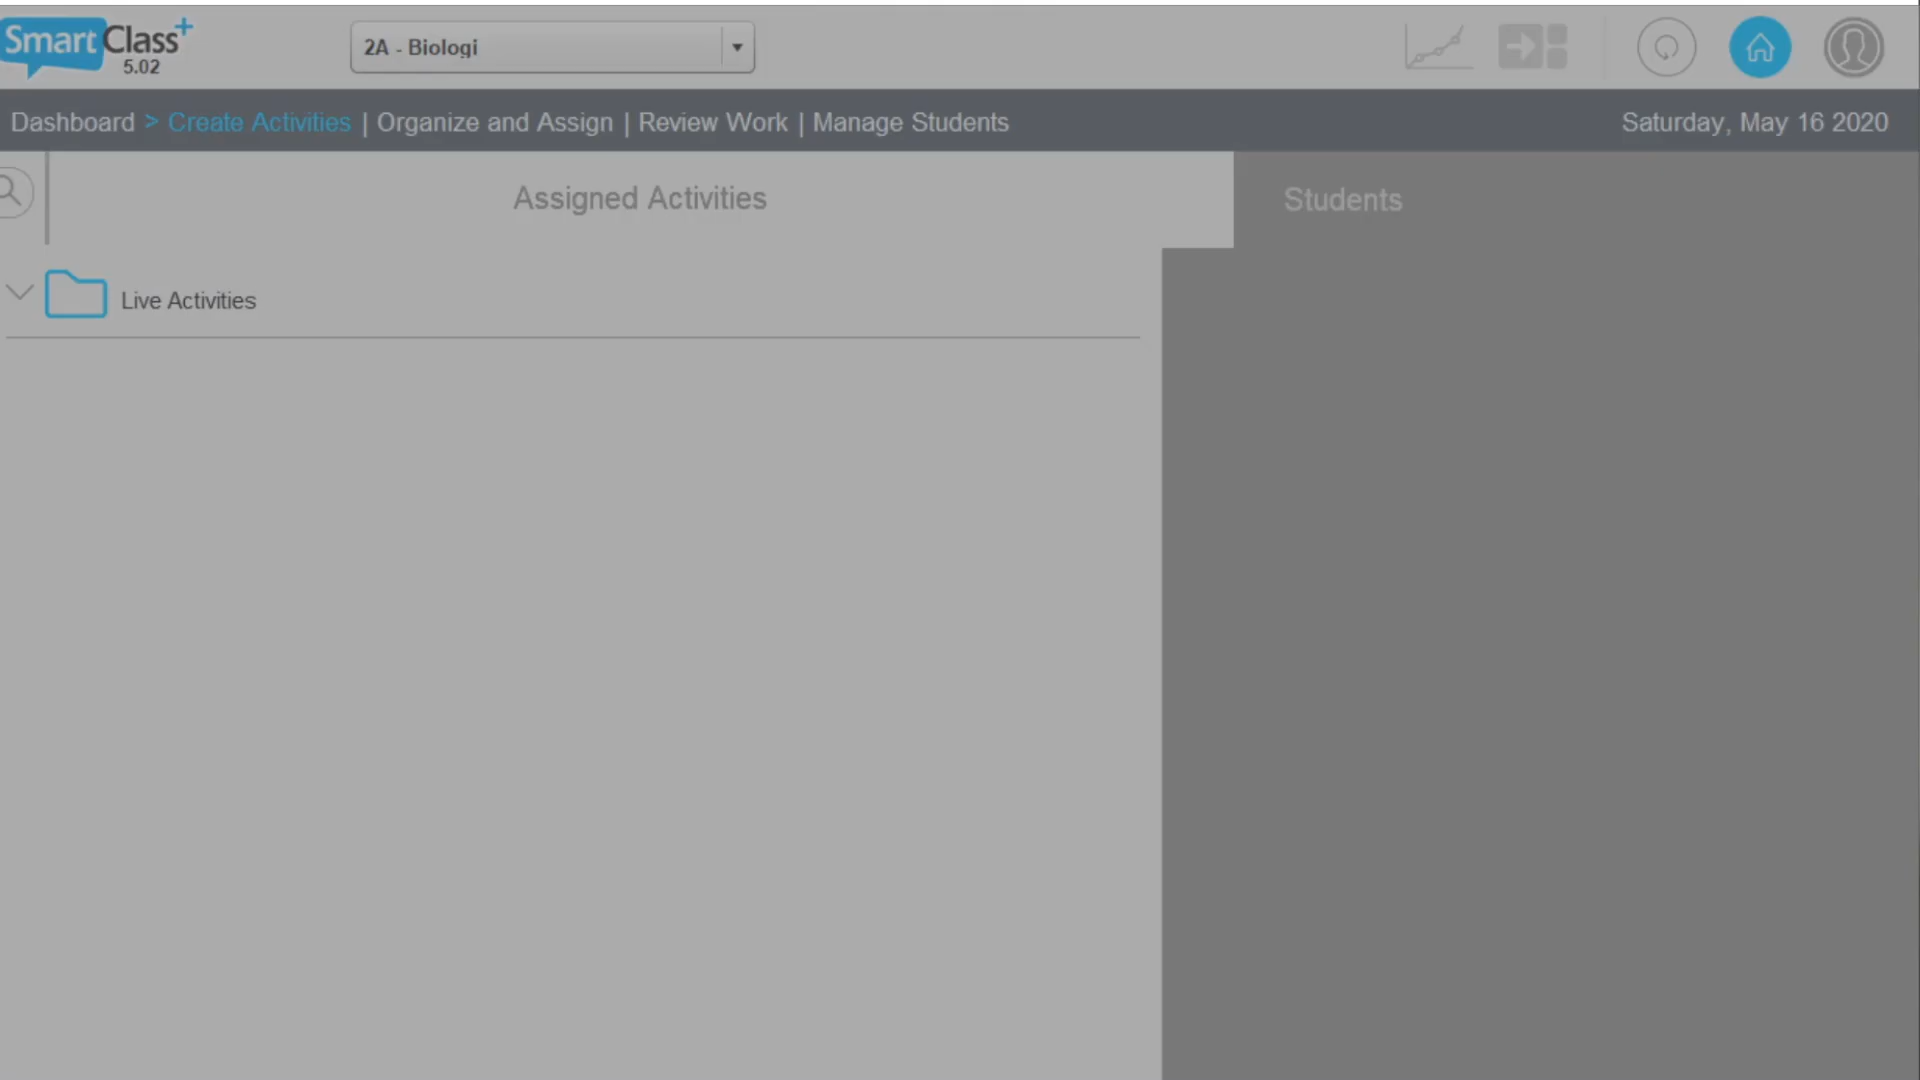 SmartClass+
5.02
2A - Biologi
Dashboard > Create Activities | Organize and Assign | Review Work | Manage Students
Saturday, May 16 2020
Assigned Activities
Students
Live Activities